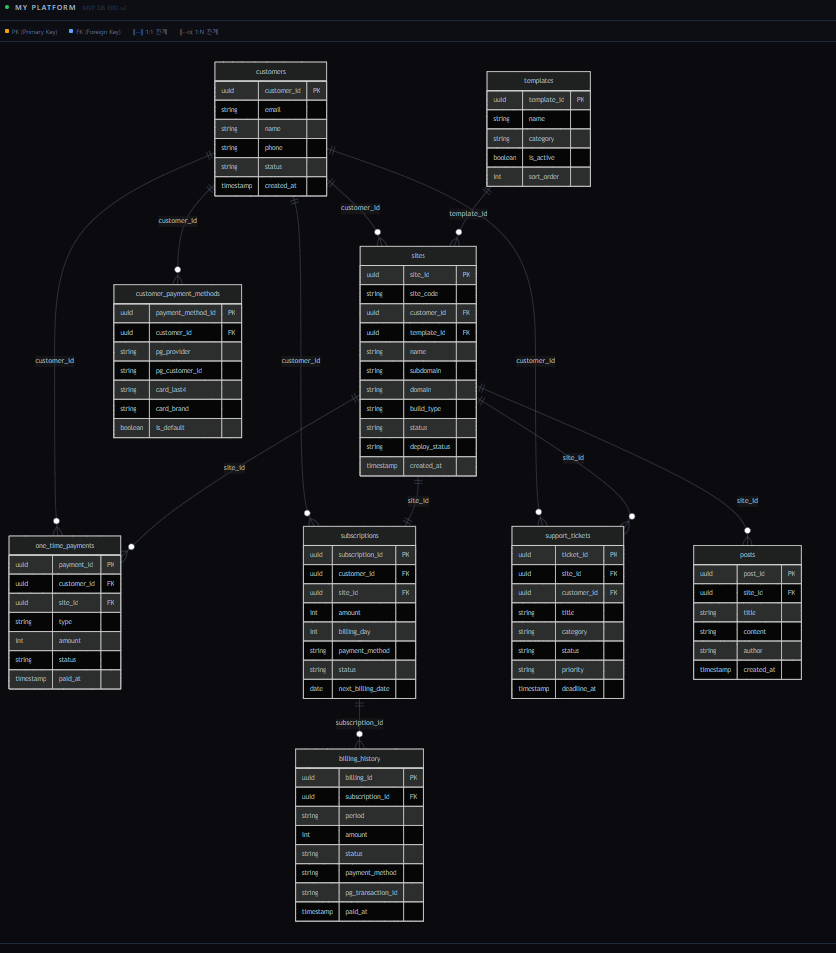 MY PLATFORM MVP DB ERD v2
PK (Primary Key) FK (Foreign Key) ||--|| 1:1 관계 ||--o{ 1:N 관계
customers
uuid customer_id PK
string email
string name
string phone
string status
timestamp created_at
templates
uuid template_id PK
string name
string category
boolean is_active
int sort_order
customer_id
customer_id
template_id
sites
uuid site_id PK
string site_code
uuid customer_id FK
uuid template_id FK
string name
string subdomain
string domain
string build_type
string status
string deploy_status
timestamp created_at
customer_payment_methods
uuid payment_method_id PK
uuid customer_id FK
string pg_provider
string pg_customer_id
string card_last4
string card_brand
boolean is_default
customer_id
customer_id
customer_id
site_id
site_id
site_id
site_id
one_time_payments
uuid payment_id PK
uuid customer_id FK
uuid site_id FK
string type
int amount
string status
timestamp paid_at
subscriptions
uuid subscription_id PK
uuid customer_id FK
uuid site_id FK
int amount
int billing_day
string payment_method
string status
date next_billing_date
support_tickets
uuid ticket_id PK
uuid site_id FK
uuid customer_id FK
string title
string category
string status
string priority
timestamp deadline_at
posts
uuid post_id PK
uuid site_id FK
string title
string content
string author
timestamp created_at
subscription_id
billing_history
uuid billing_id PK
uuid subscription_id FK
string period
int amount
string status
string payment_method
string pg_transaction_id
timestamp paid_at